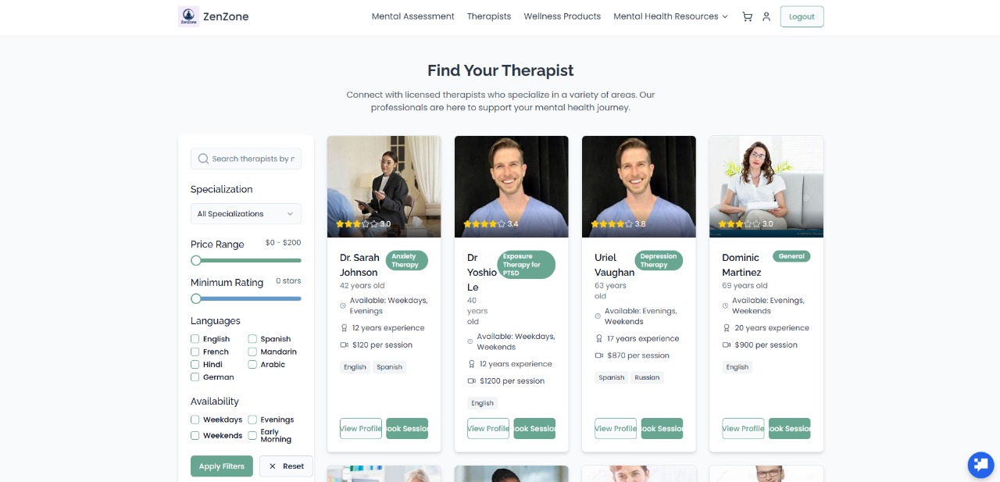 ZenZone
ZenZone
Mental Assessment
Therapists
Wellness Products
Mental Health Resources
Logout
Find Your Therapist
Connect with licensed therapists who specialize in a variety of areas. Our
professionals are here to support your mental health journey.
Search therapists by r
Specialization
All Specializations
Price Range
$0 - $200
Minimum Rating
0 stars
Languages
English
Spanish
French
Mandarin
Hindi
Arabic
German
Availability
Weekdays
Evenings
Weekends
Early
Morning
Apply Filters
Reset
3.0
Dr. Sarah
Johnson
Anxiety
Therapy
42 years old
Available: Weekdays,
Evenings
12 years experience
$120 per session
English
Spanish
View Profile
ook Session
3.4
Dr
Yoshio
Le
Exposure
Therapy for
PTSD
40
years
old
Available: Weekdays,
Weekends
12 years experience
$1200 per session
English
View Profile
ook Session
3.8
Uriel
Vaughan
Depression
Therapy
63 years
old
Available: Evenings,
Weekends
17 years experience
$870 per session
Spanish
Russian
View Profile
ook Session
3.0
Dominic
Martinez
General
69 years old
Available: Evenings,
Weekends
20 years experience
$900 per session
English
View Profile
ook Session